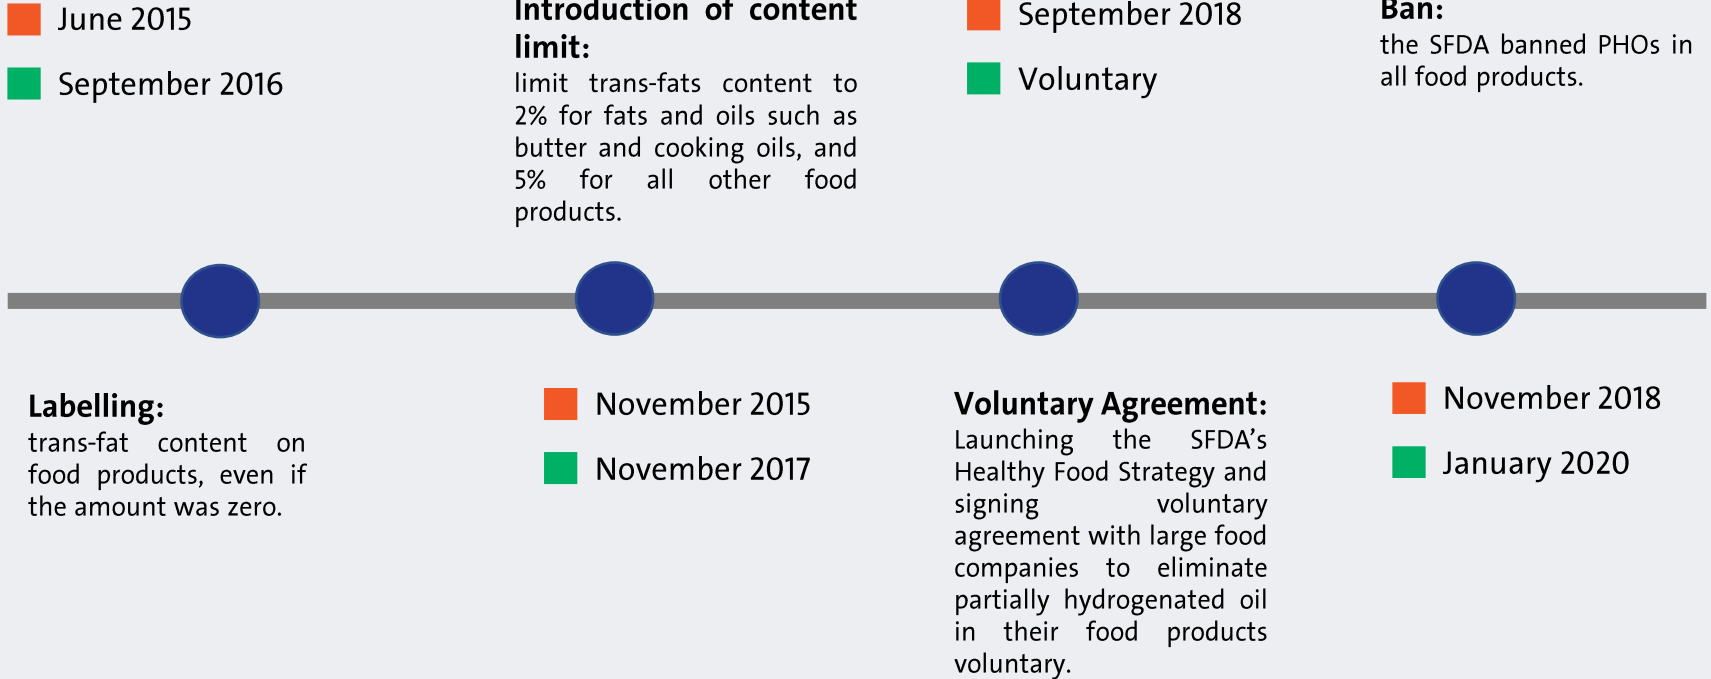 June 2015
September 2016
Labelling:
trans-fat content on
food products, even if
the amount was zero.
Introduction of content
limit:
limit trans-fats content to
2% for fats and oils such as
butter and cooking oils, and
5% for all other food
products.
November 2015
November 2017
September 2018
Voluntary
Voluntary Agreement:
Launching the SFDA’s
Healthy Food Strategy and
signing voluntary
agreement with large food
companies to eliminate
partially hydrogenated oil
in their food products
voluntary.
Ban:
the SFDA banned PHOs in
all food products.
November 2018
January 2020